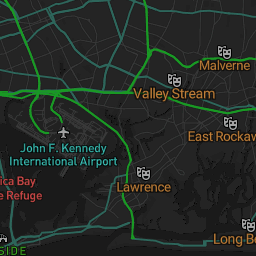 Malverne
Valley Stream
East Rockaw
John F. Kennedy
International Airport
ica Bay
e Refuge
Lawrence
Long Be
SIDE